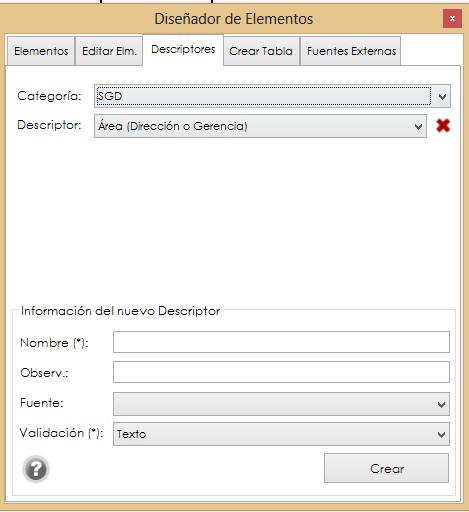 Diseñador de Elementos
x
Elementos Editar Elm. Descriptores Crear Tabla Fuentes Externas
Categoría: SGD
Descriptor: Área (Dirección o Gerencia)
Información del nuevo Descriptor
Nombre (*):
Observ.:
Fuente:
Validación (*): Texto
? Crear